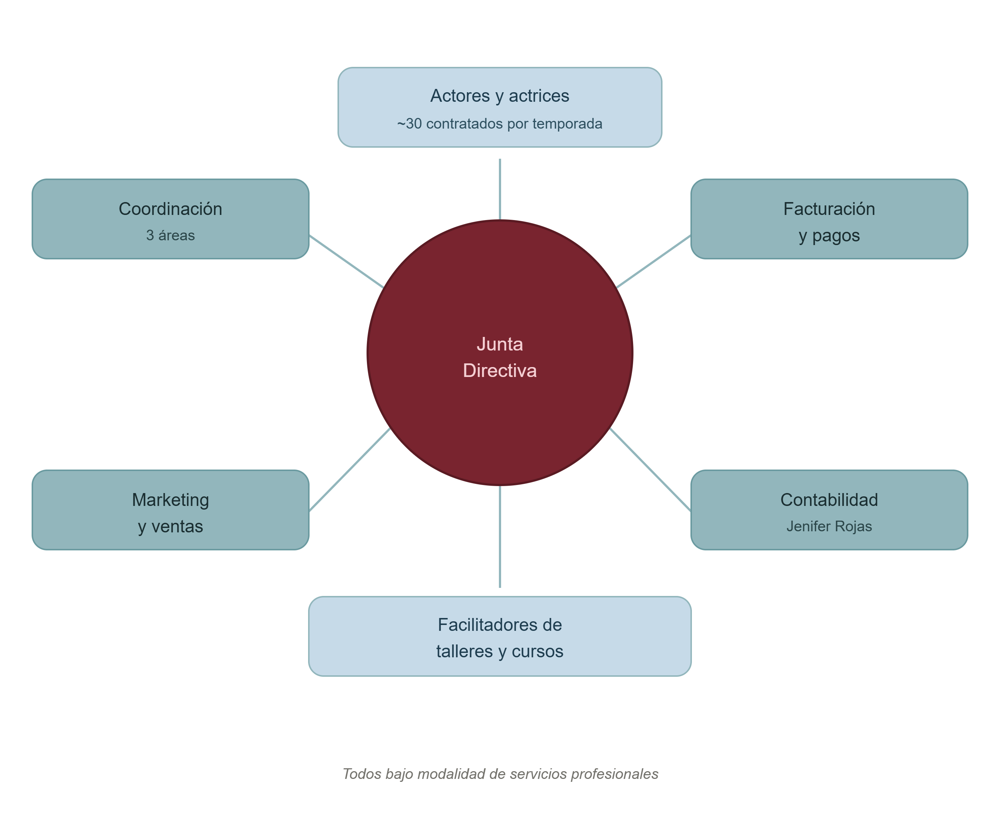 Actores y actrices
~30 contratados por temporada
Coordinación
3 áreas
Facturación
y pagos
Junta
Directiva
Marketing
y ventas
Contabilidad
Jenifer Rojas
Facilitadores de
talleres y cursos
Todos bajo modalidad de servicios profesionales